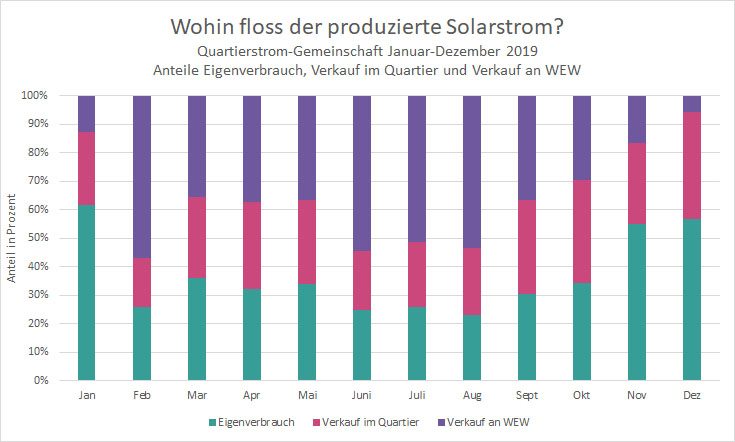 Wohin floss der produzierte Solarstrom?
Quartierstrom-Gemeinschaft Januar-Dezember 2019
Anteile Eigenverbrauch, Verkauf im Quartier und Verkauf an WEW
Anteil in Prozent
100%
90%
80%
70%
60%
50%
40%
30%
20%
10%
0%
Jan Feb Mar Apr Mai Juni Juli Aug Sept Okt Nov Dez
Eigenverbrauch Verkauf im Quartier Verkauf an WEW